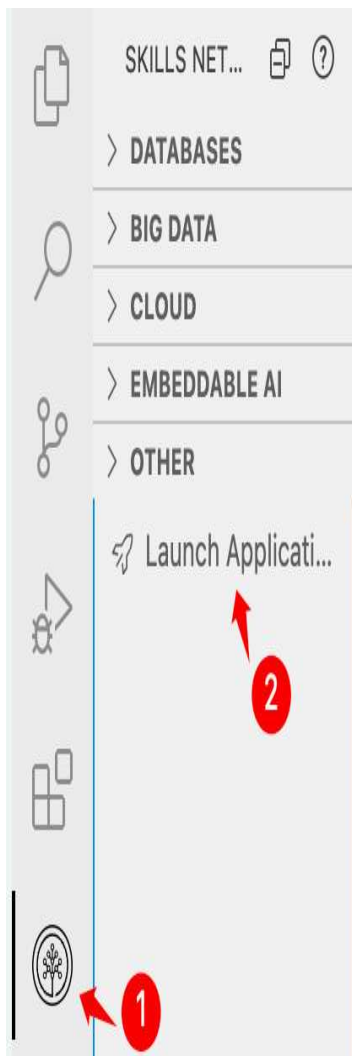 SKILLS NET...
DATABASES
BIG DATA
CLOUD
EMBEDDABLE AI
OTHER
Launch Applicati...
2
1